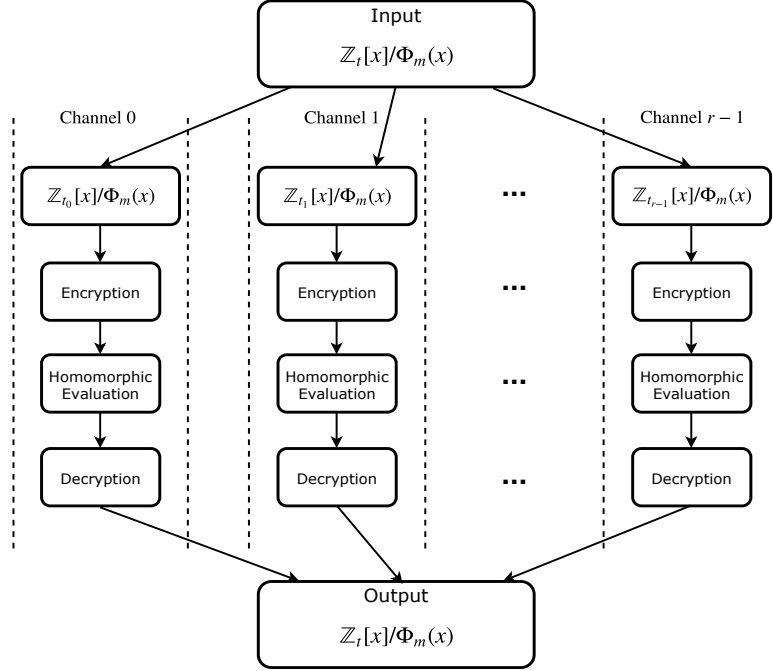 Input
ℤ_t[x]/Φ_m(x)
Channel 0
Channel 1
Channel r − 1
ℤ_{t_0}[x]/Φ_m(x)
ℤ_{t_1}[x]/Φ_m(x)
...
ℤ_{t_{r−1}}[x]/Φ_m(x)
Encryption
Encryption
...
Encryption
Homomorphic
Evaluation
Homomorphic
Evaluation
...
Homomorphic
Evaluation
Decryption
Decryption
...
Decryption
Output
ℤ_t[x]/Φ_m(x)